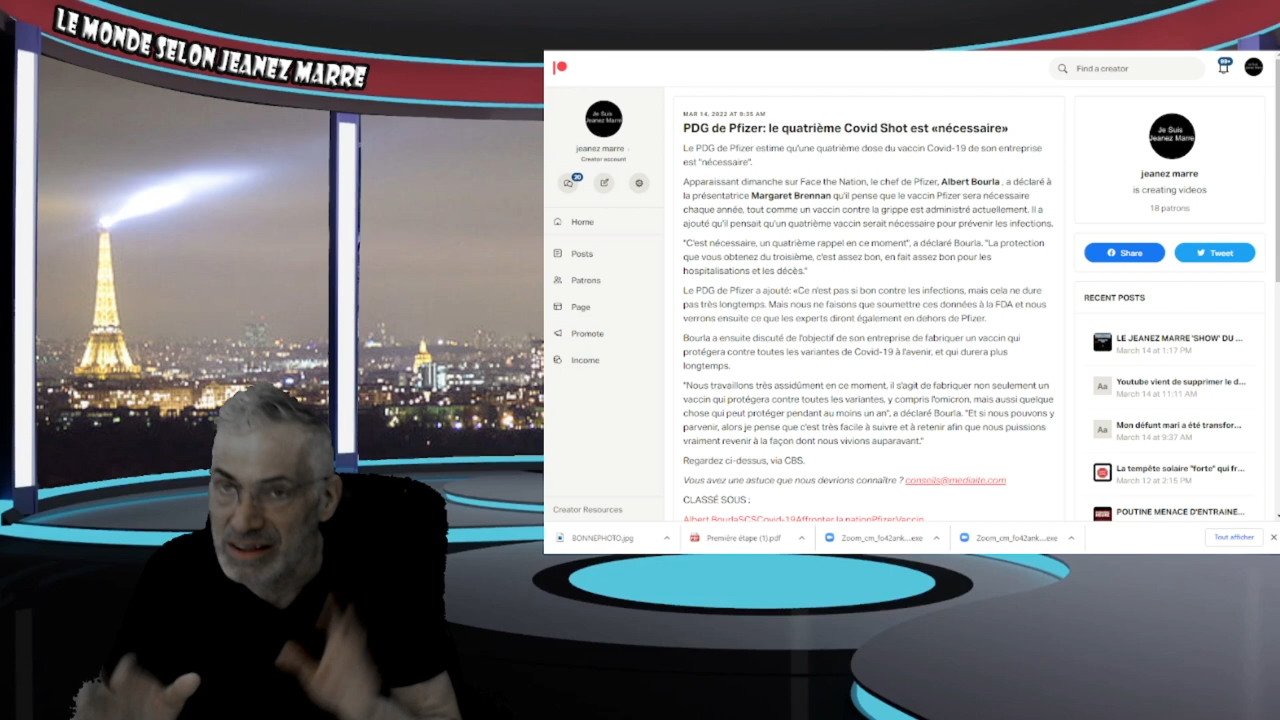 LE MONDE SELON JEANEZ MARRE
Find a creator
99+
Je Suis
Jeanez Marre
jeanez marre
Creator account
20
Home
Posts
Patrons
Page
Promote
Income
Creator Resources
MAR 14, 2022 AT 9:35 AM
PDG de Pfizer: le quatrième Covid Shot est «nécessaire»
Le PDG de Pfizer estime qu'une quatrième dose du vaccin Covid-19 de son entreprise
est "nécessaire".
Apparaissant dimanche sur Face the Nation, le chef de Pfizer, Albert Bourla , a déclaré à
la présentatrice Margaret Brennan qu'il pense que le vaccin Pfizer sera nécessaire
chaque année, tout comme un vaccin contre la grippe est administré actuellement. Il a
ajouté qu'il pensait qu'un quatrième vaccin serait nécessaire pour prévenir les infections.
"C'est nécessaire, un quatrième rappel en ce moment", a déclaré Bourla. "La protection
que vous obtenez du troisième, c'est assez bon, en fait assez bon pour les
hospitalisations et les décès."
Le PDG de Pfizer a ajouté: «Ce n'est pas si bon contre les infections, mais cela ne dure
pas très longtemps. Mais nous ne faisons que soumettre ces données à la FDA et nous
verrons ensuite ce que les experts diront également en dehors de Pfizer.
Bourla a ensuite discuté de l'objectif de son entreprise de fabriquer un vaccin qui
protégera contre toutes les variantes de Covid-19 à l'avenir, et qui durera plus
longtemps.
"Nous travaillons très assidûment en ce moment, il s'agit de fabriquer non seulement un
vaccin qui protégera contre toutes les variantes, y compris l'omicron, mais aussi quelque
chose qui peut protéger pendant au moins un an", a déclaré Bourla. "Et si nous pouvons y
parvenir, alors je pense que c'est très facile à suivre et à retenir afin que nous puissions
vraiment revenir à la façon dont nous vivions auparavant."
Regardez ci-dessus, via CBS.
Vous avez une astuce que nous devrions connaître ? conseils@mediaite.com
CLASSÉ SOUS :
Albert BourlaSCSCovid-19Affronter la nationPfizerVaccin
Je Suis
Jeanez Marre
jeanez marre
is creating videos
18 patrons
Share
Tweet
RECENT POSTS
LE JEANEZ MARRE 'SHOW' DU ...
March 14 at 1:17 PM
Aa
Youtube vient de supprimer le d...
March 14 at 11:11 AM
Aa
Mon défunt mari a été transfor...
March 14 at 9:37 AM
La tempête solaire "forte" qui fr...
March 12 at 2:15 PM
POUTINE MENACE D'ENTRAINE...
BONNEPHOTO.jpg
Première étape (1).pdf
Zoom_cm_fo42ank....exe
Zoom_cm_fo42ank....exe
Tout afficher